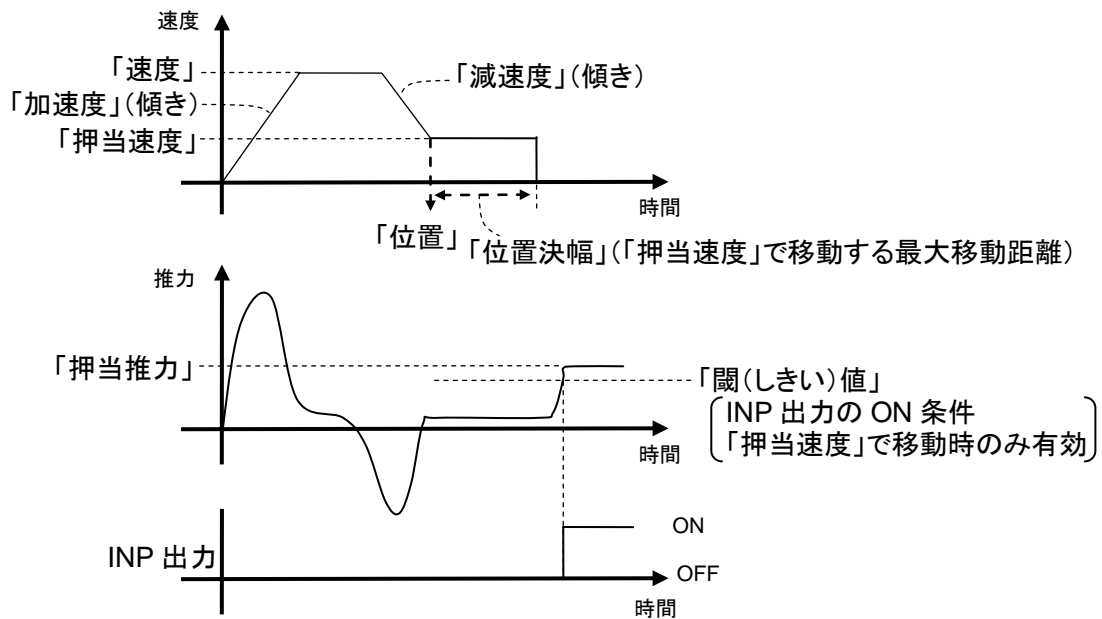 速度
「速度」
「減速度」(傾き)
「加速度」(傾き)
「押当速度」
時間
「位置」
「位置決幅」(「押当速度」で移動する最大移動距離)
推力
「押当推力」
「閾(しきい)値」
INP 出力の ON 条件
「押当速度」で移動時のみ有効
時間
ON
INP 出力
OFF
時間